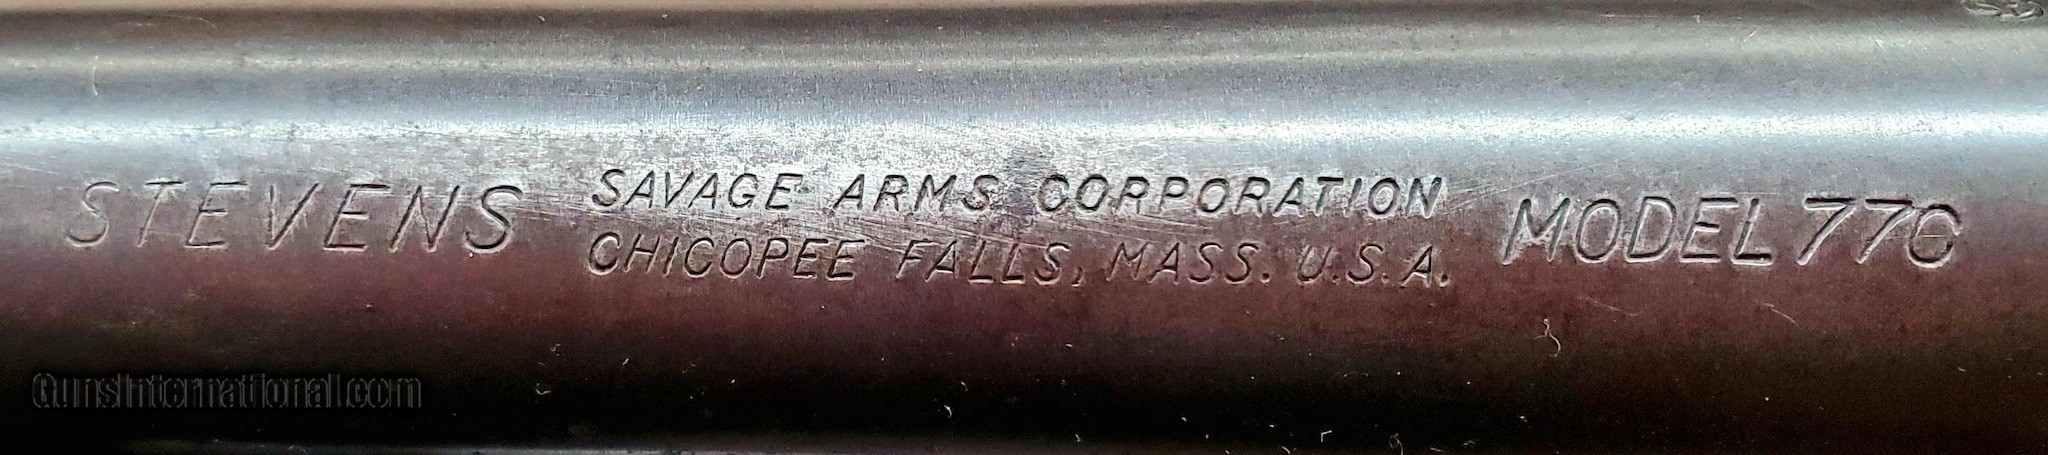 STEVENS
SAVAGE ARMS CORPORATION
CHICOPEE FALLS, MASS. U.S.A.
MODEL 77C
GunsInternational.com